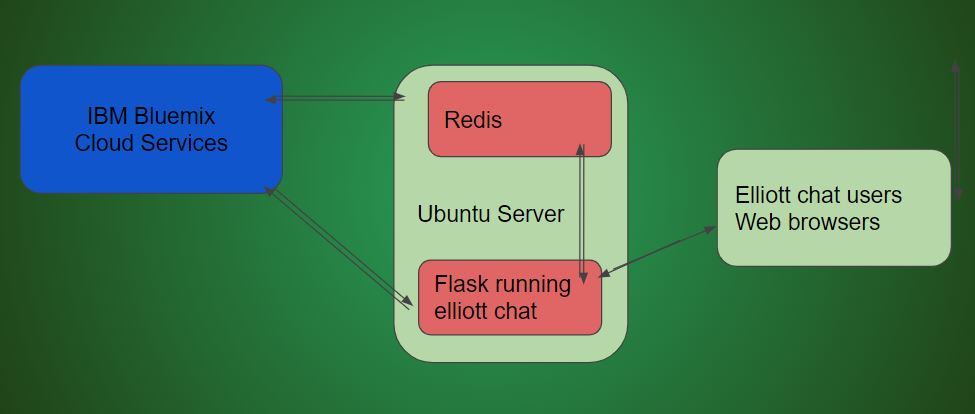 IBM Bluemix
Cloud Services
Redis
Ubuntu Server
Flask running
elliott chat
Elliott chat users
Web browsers